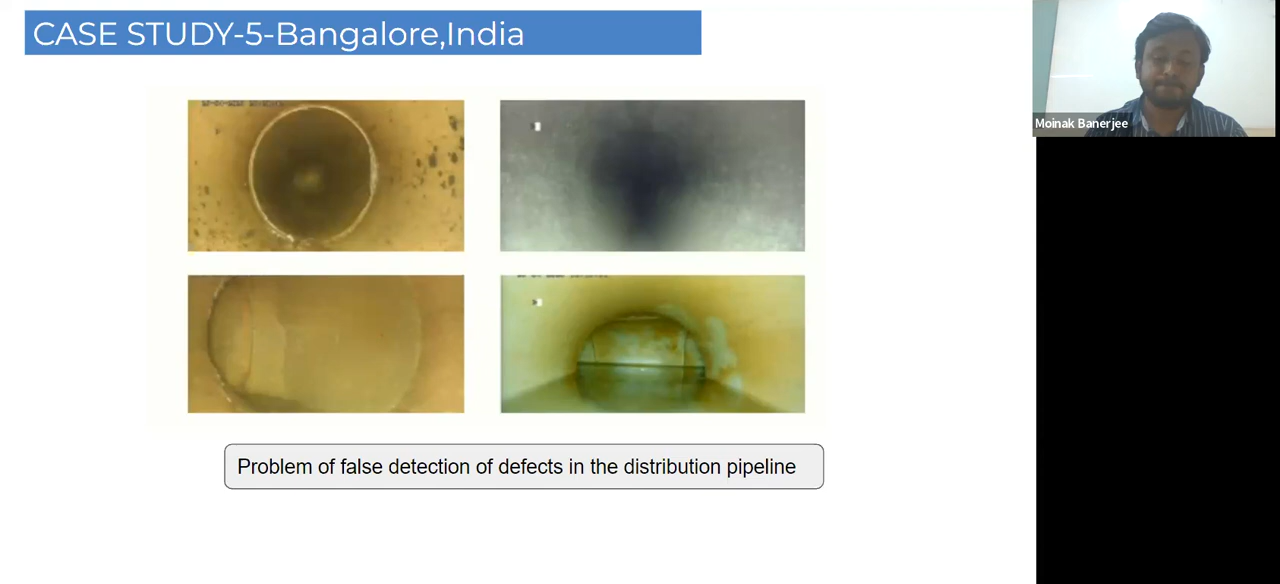 CASE STUDY-5-Bangalore,India
Moinak Banerjee
Problem of false detection of defects in the distribution pipeline